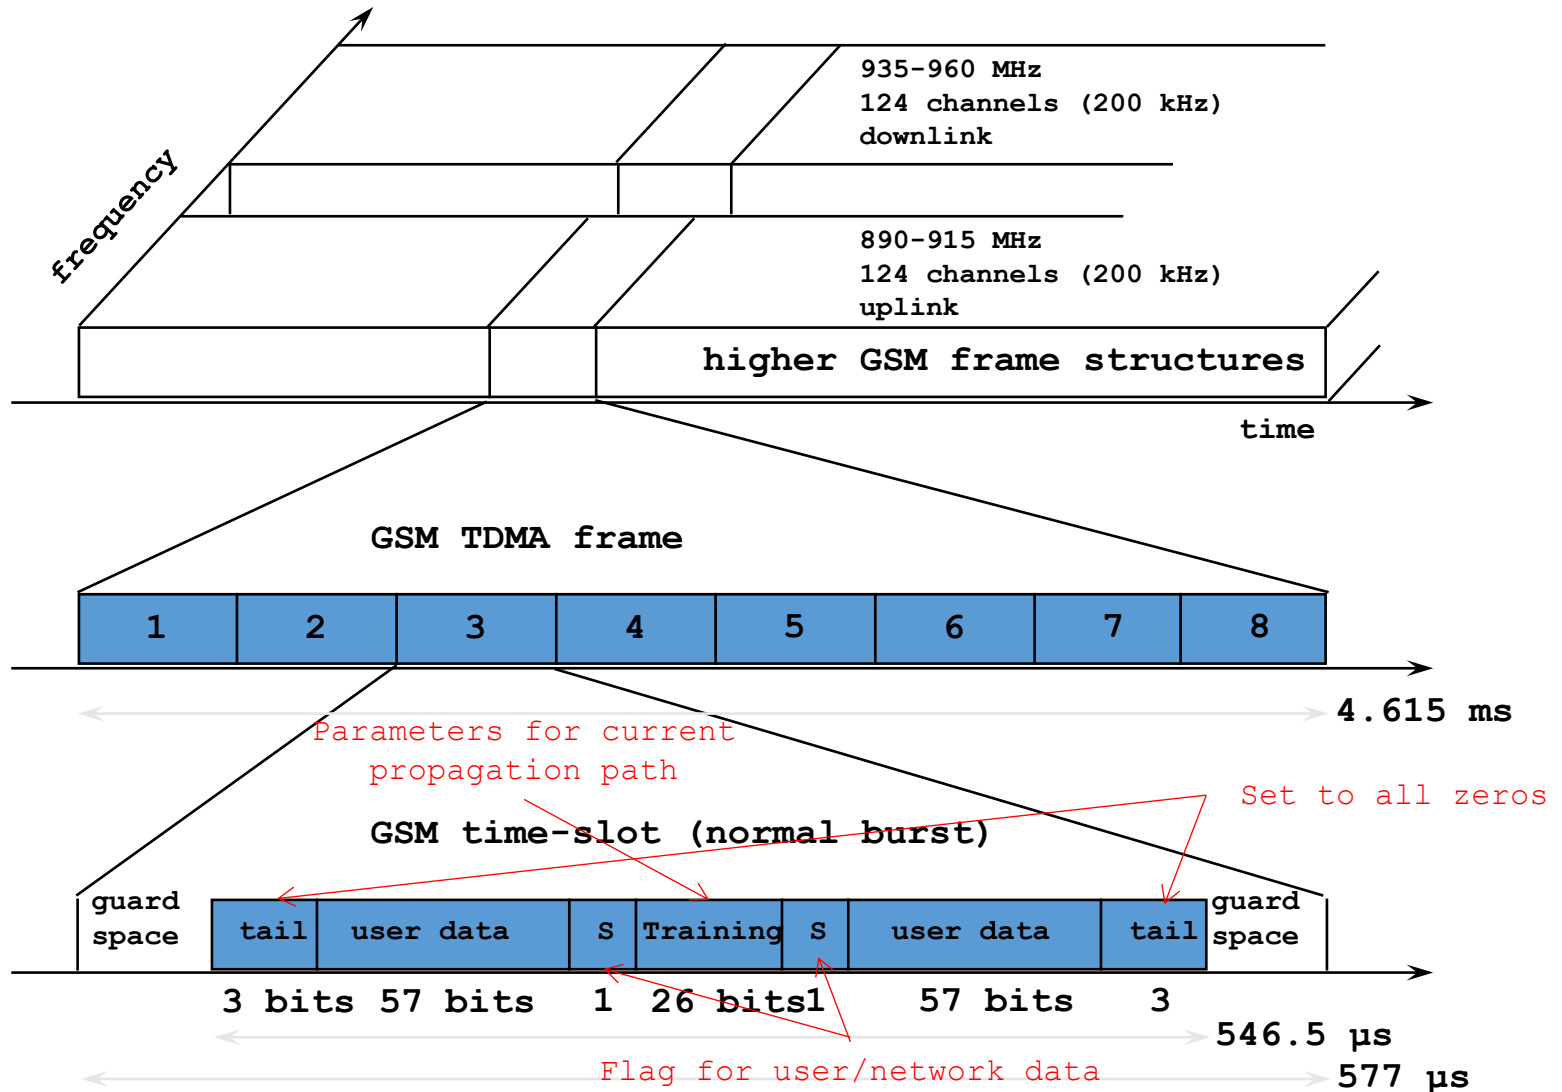 935-960 MHz
124 channels (200 kHz)
downlink
frequency
890-915 MHz
124 channels (200 kHz)
uplink
higher GSM frame structures
time
GSM TDMA frame
1 2 3 4 5 6 7 8
4.615 ms
Parameters for current
propagation path
Set to all zeros
GSM time-slot (normal burst)
guard
space
tail user data S Training S user data tail
guard
space
3 bits 57 bits 1 26 bits 1 57 bits 3
546.5 µs
Flag for user/network data
577 µs